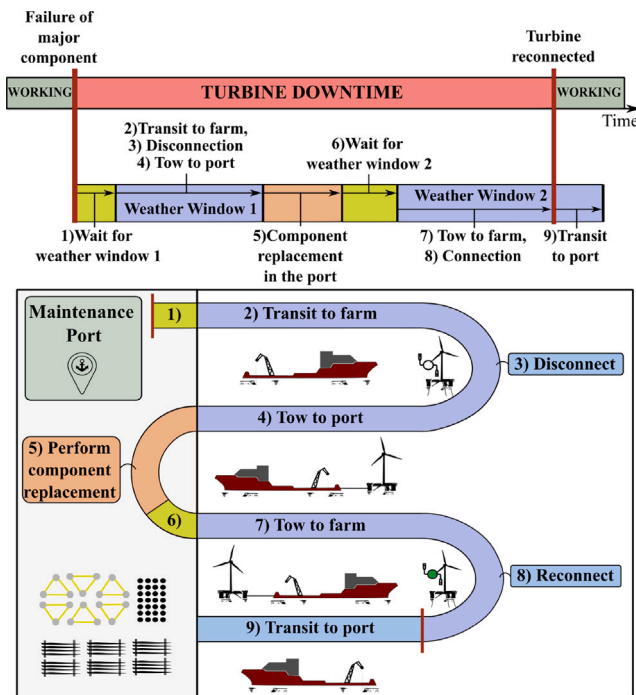 Failure of
major
component
Turbine
reconnected
WORKING
TURBINE DOWNTIME
WORKING
Time
2)Transit to farm,
3) Disconnection
4) Tow to port
6)Wait for
weather window 2
Weather Window 1
Weather Window 2
1)Wait for
weather window 1
5)Component
replacement
in the port
7) Tow to farm,
8) Connection
9)Transit
to port
Maintenance
Port
1)
2) Transit to farm
3) Disconnect
4) Tow to port
5) Perform
component
replacement
6)
7) Tow to farm
8) Reconnect
9) Transit to port